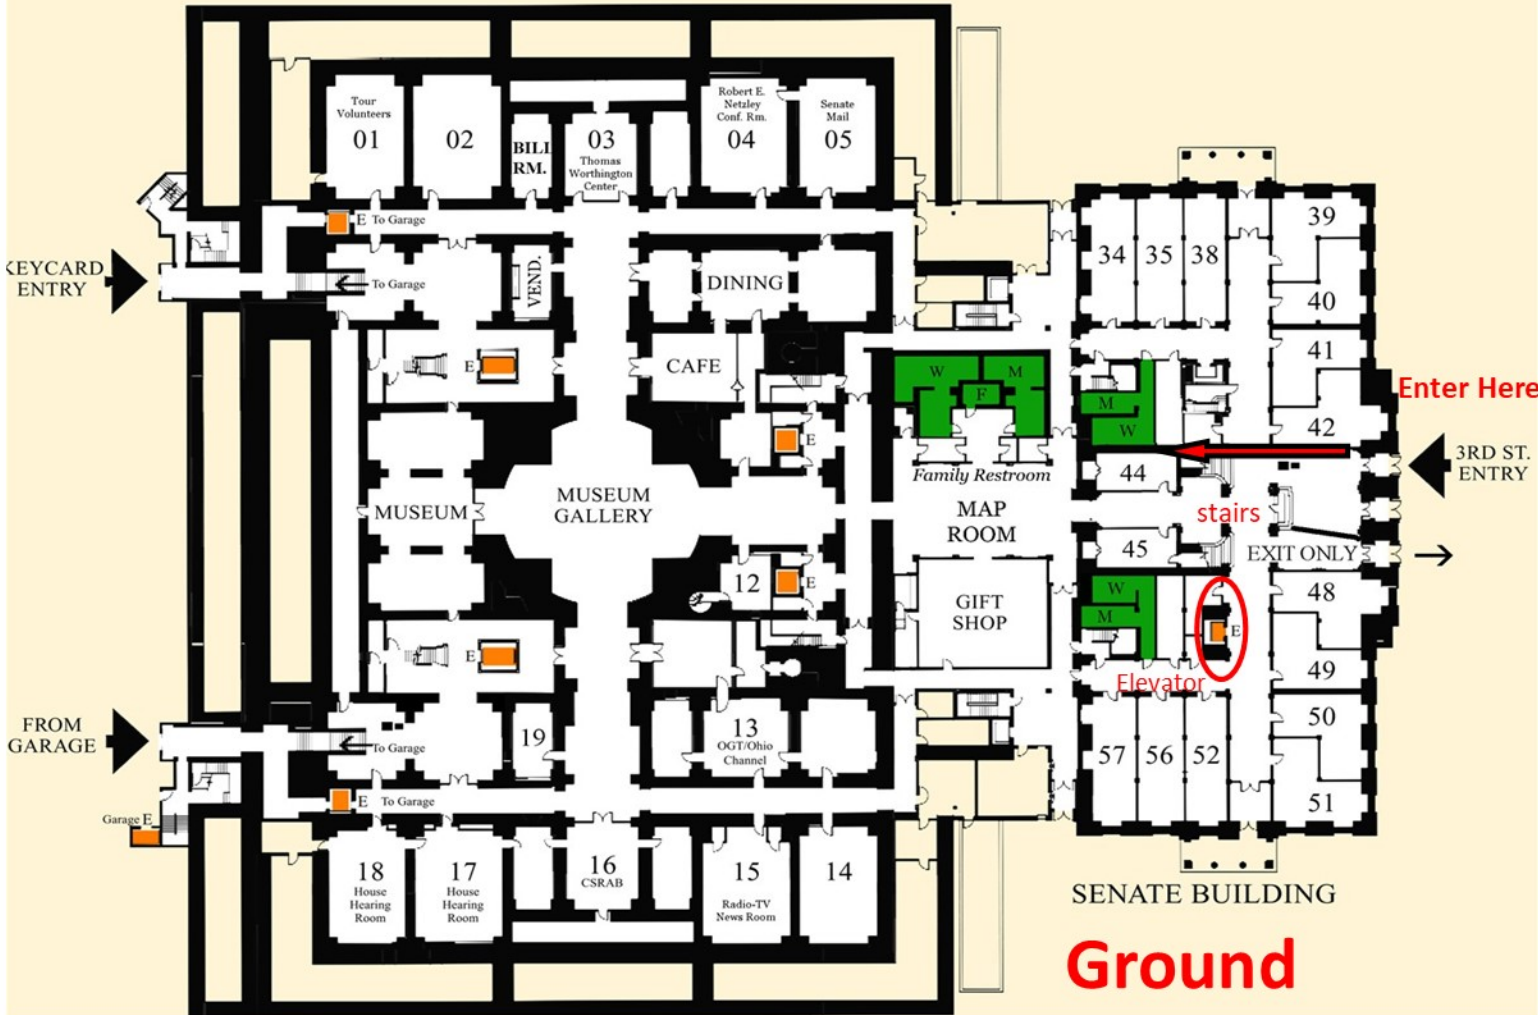 Tour
Volunteers
01
02
BILL
RM.
03
Thomas
Worthington
Center
Robert E.
Netzley
Conf. Rm.
04
Senate
Mail
05
E To Garage
KEYCARD
ENTRY
To Garage
VEND.
DINING
34
35
38
39
40
E
CAFE
W
M
F
M
W
41
42
Enter Here
3RD ST.
ENTRY
E
Family Restroom
44
MUSEUM
MUSEUM
GALLERY
MAP
ROOM
stairs
45
EXIT ONLY
12
E
GIFT
SHOP
W
M
E
48
49
Elevator
E
FROM
GARAGE
To Garage
19
13
OGT/Ohio
Channel
57
56
52
50
51
E To Garage
Garage E
18
House
Hearing
Room
17
House
Hearing
Room
16
CSRAB
15
Radio-TV
News Room
14
SENATE BUILDING
Ground